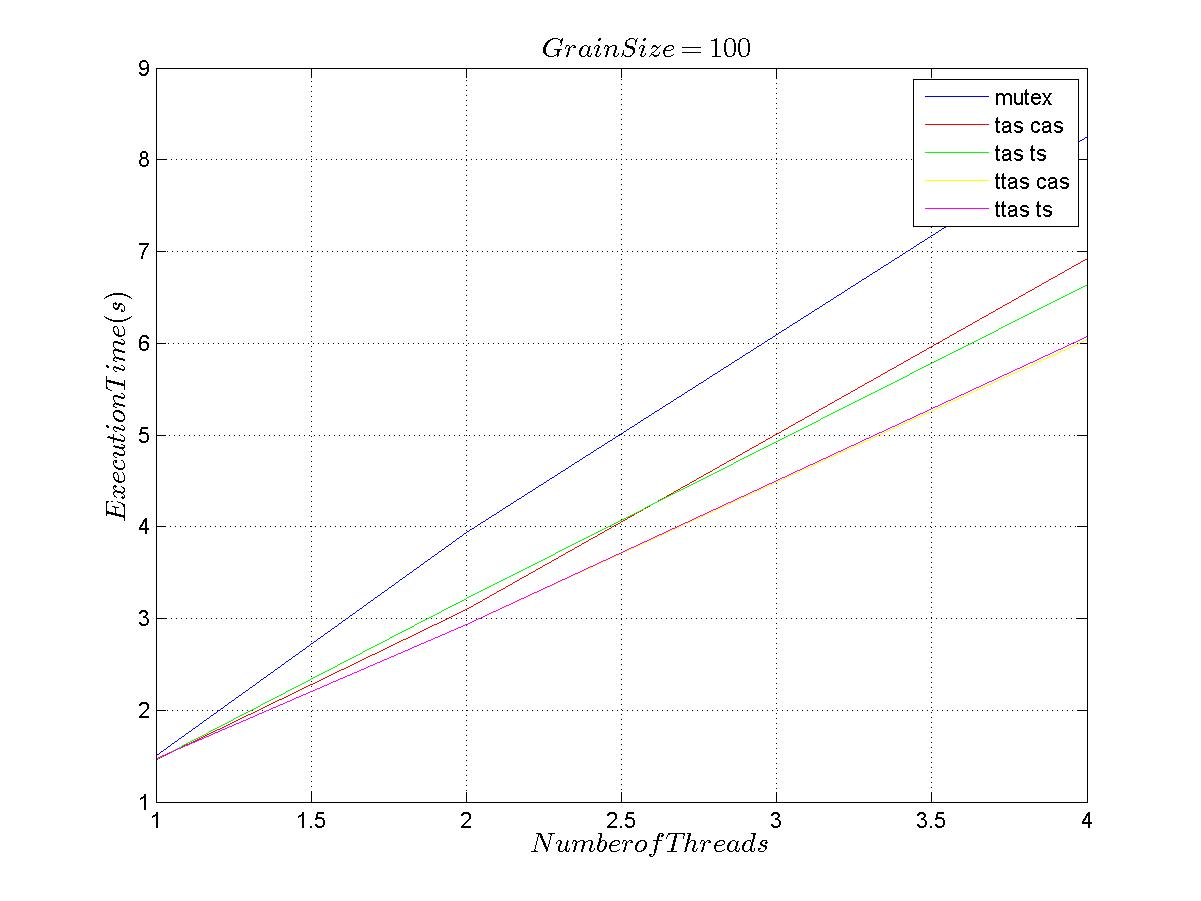 GrainSize = 100
9
8
7
6
5
4
3
2
1
ExecutionTime(s)
mutex
tas cas
tas ts
ttas cas
ttas ts
1 1.5 2 2.5 3 3.5 4
NumberofThreads